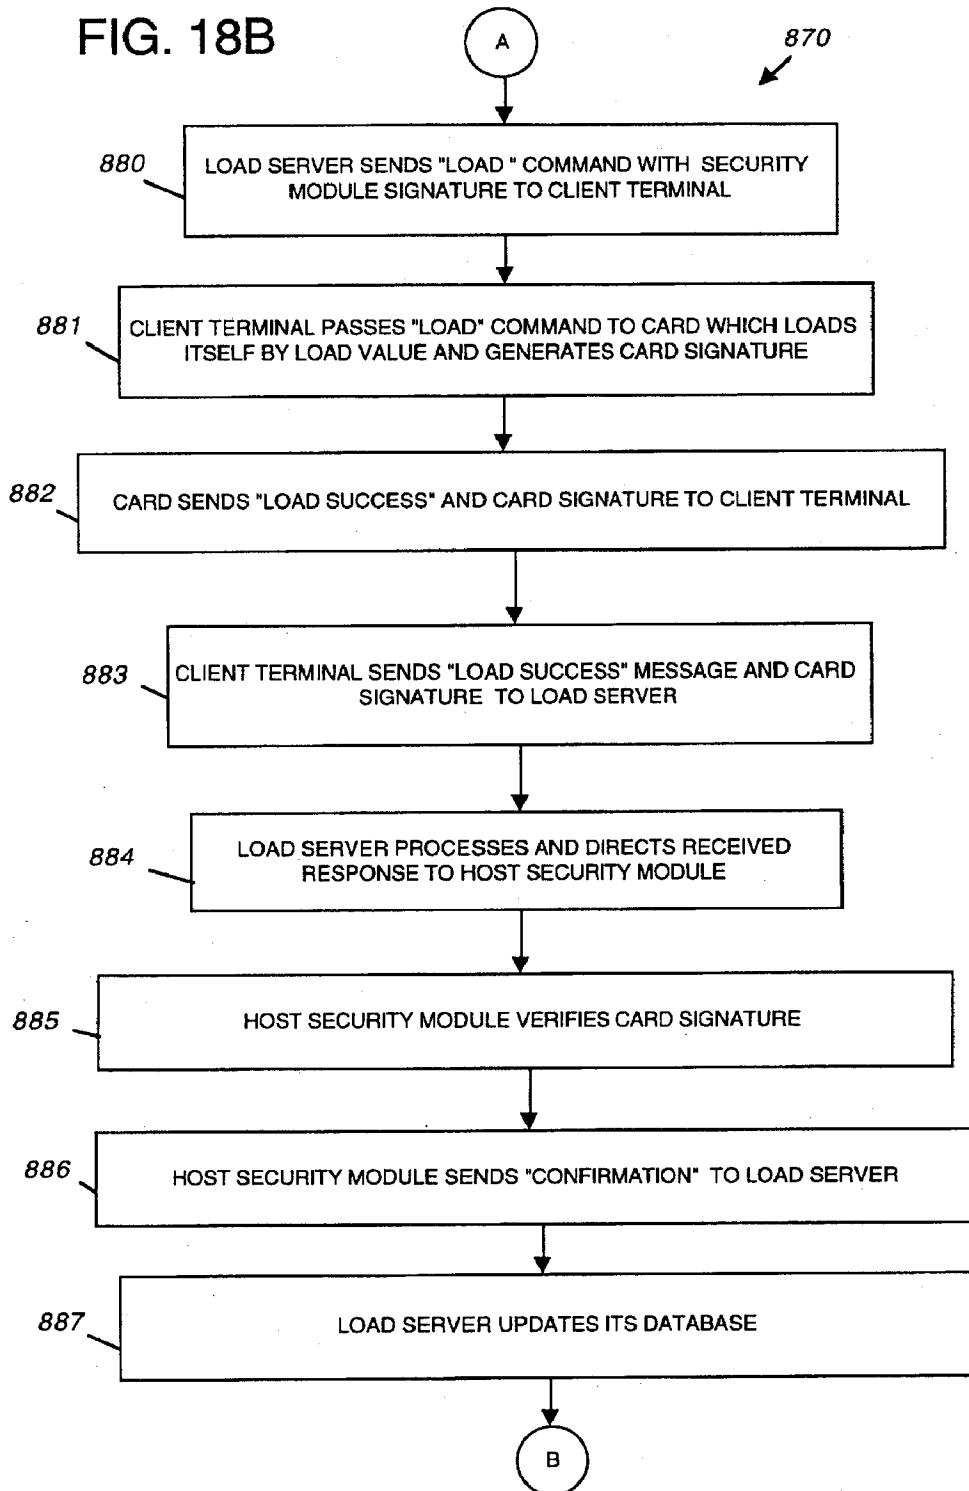 FIG. 18B
A
870
880
LOAD SERVER SENDS "LOAD " COMMAND WITH SECURITY
MODULE SIGNATURE TO CLIENT TERMINAL
881
CLIENT TERMINAL PASSES "LOAD" COMMAND TO CARD WHICH LOADS
ITSELF BY LOAD VALUE AND GENERATES CARD SIGNATURE
882
CARD SENDS "LOAD SUCCESS" AND CARD SIGNATURE TO CLIENT TERMINAL
883
CLIENT TERMINAL SENDS "LOAD SUCCESS" MESSAGE AND CARD
SIGNATURE TO LOAD SERVER
884
LOAD SERVER PROCESSES AND DIRECTS RECEIVED
RESPONSE TO HOST SECURITY MODULE
885
HOST SECURITY MODULE VERIFIES CARD SIGNATURE
886
HOST SECURITY MODULE SENDS "CONFIRMATION" TO LOAD SERVER
887
LOAD SERVER UPDATES ITS DATABASE
B